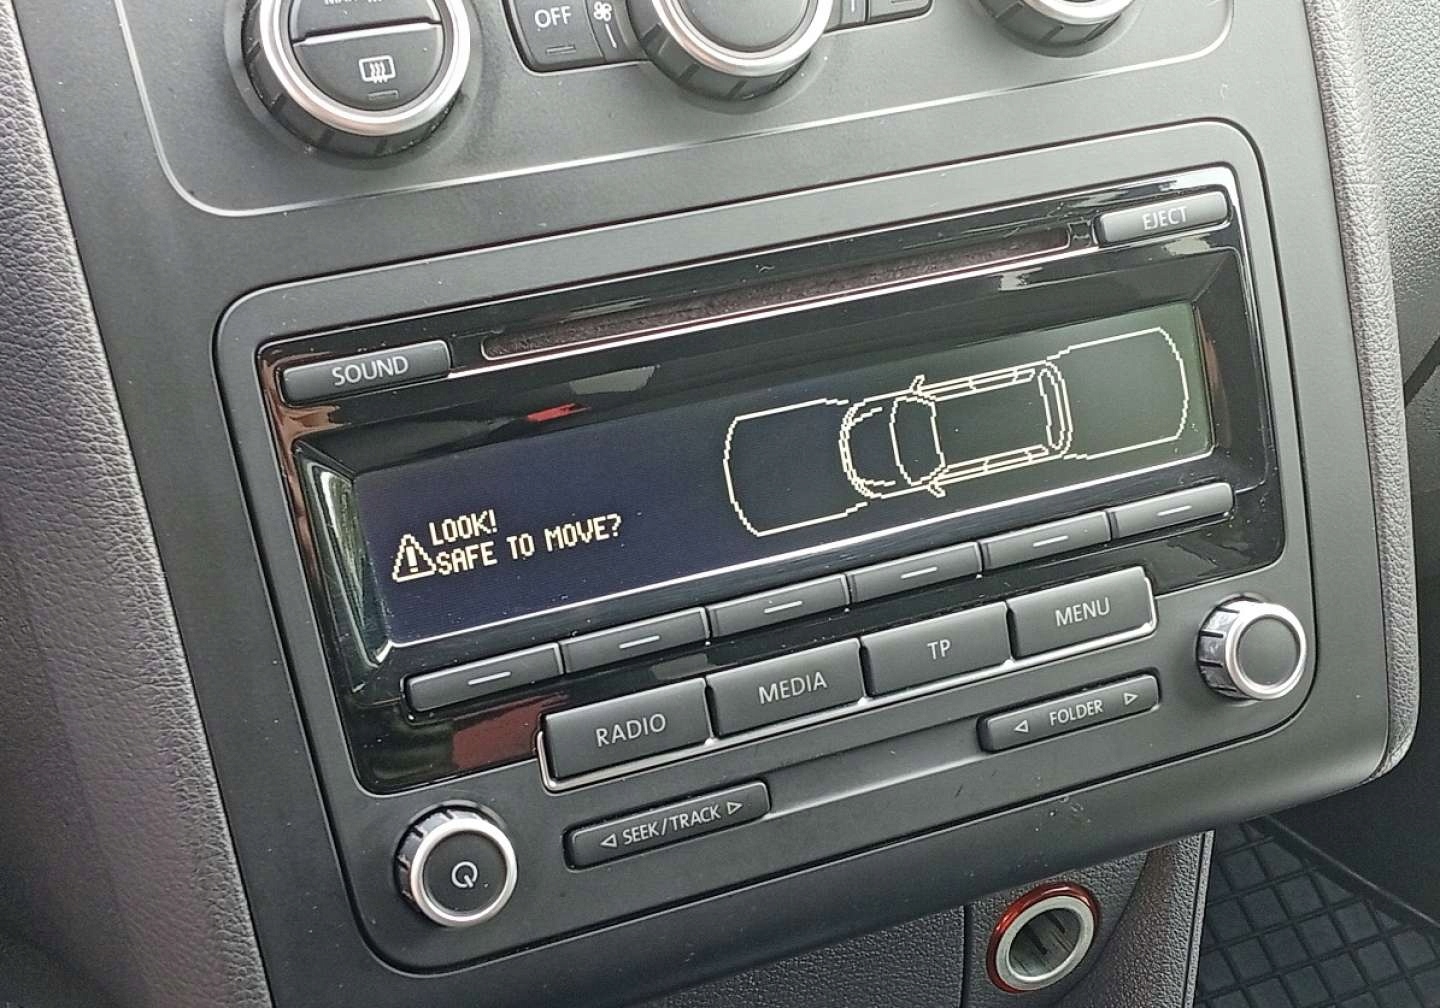 OFF
EJECT
SOUND
LOOK!
SAFE TO MOVE?
RADIO
MEDIA
TP
MENU
FOLDER
SEEK/TRACK